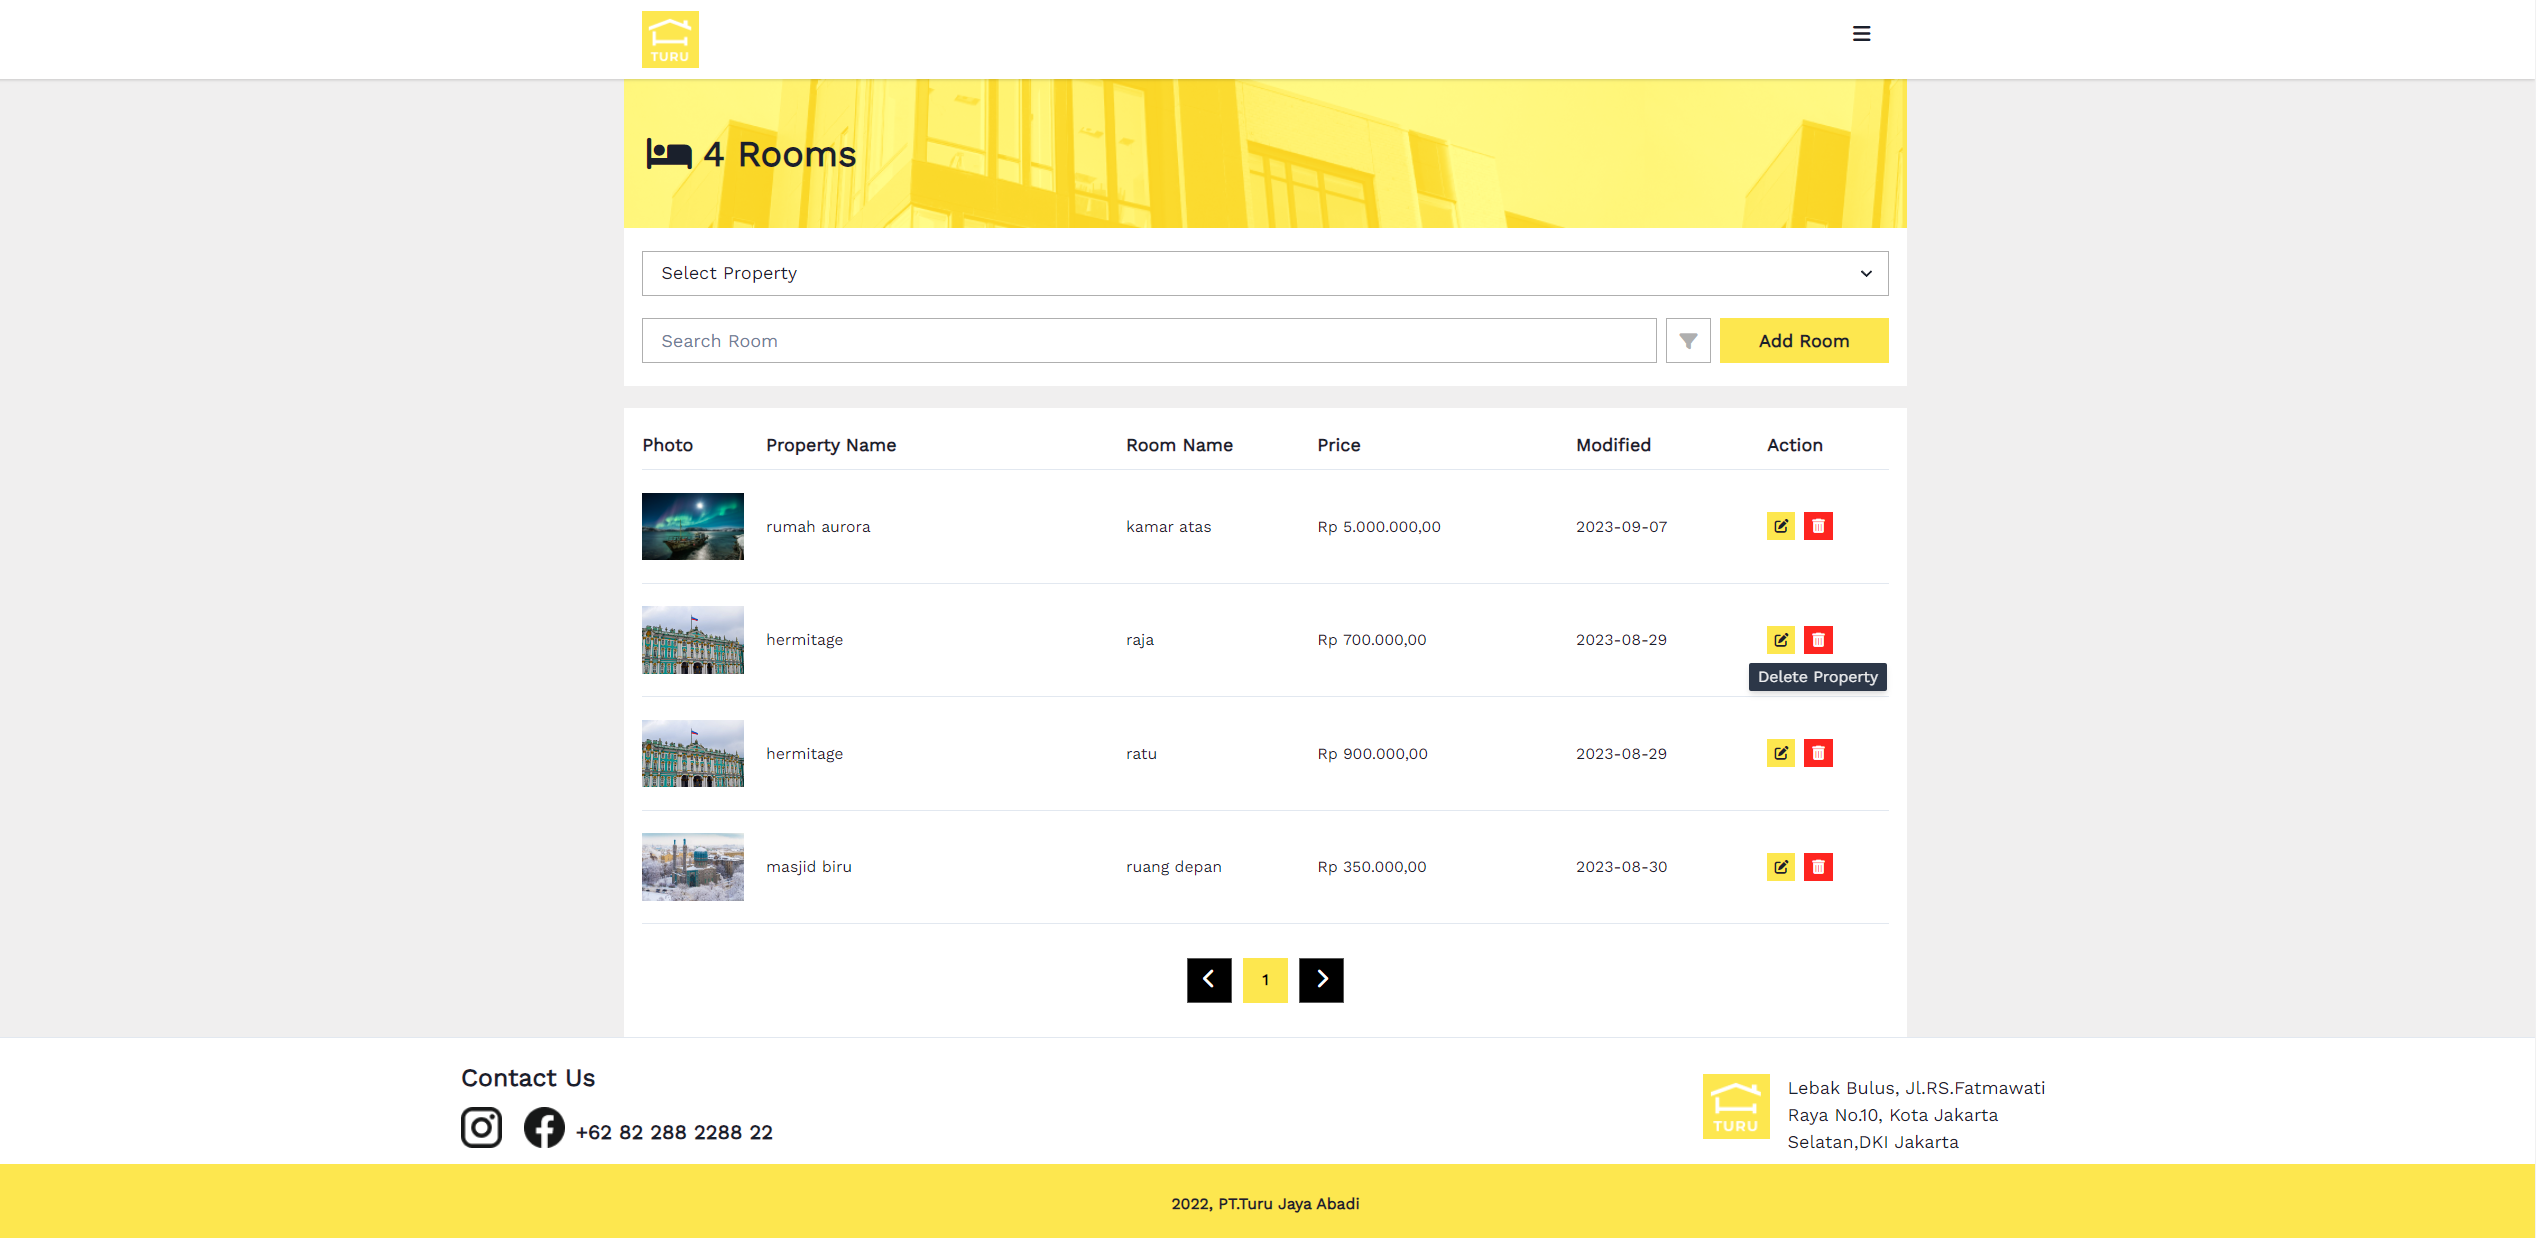 TURU
4 Rooms
Select Property
Search Room
Add Room
Photo Property Name Room Name Price Modified Action
rumah aurora kamar atas Rp 5.000.000,00 2023-09-07
hermitage raja Rp 700.000,00 2023-08-29
Delete Property
hermitage ratu Rp 900.000,00 2023-08-29
masjid biru ruang depan Rp 350.000,00 2023-08-30
1
Contact Us
+62 82 288 2288 22
TURU
Lebak Bulus, Jl.RS.Fatmawati
Raya No.10, Kota Jakarta
Selatan,DKI Jakarta
2022, PT.Turu Jaya Abadi